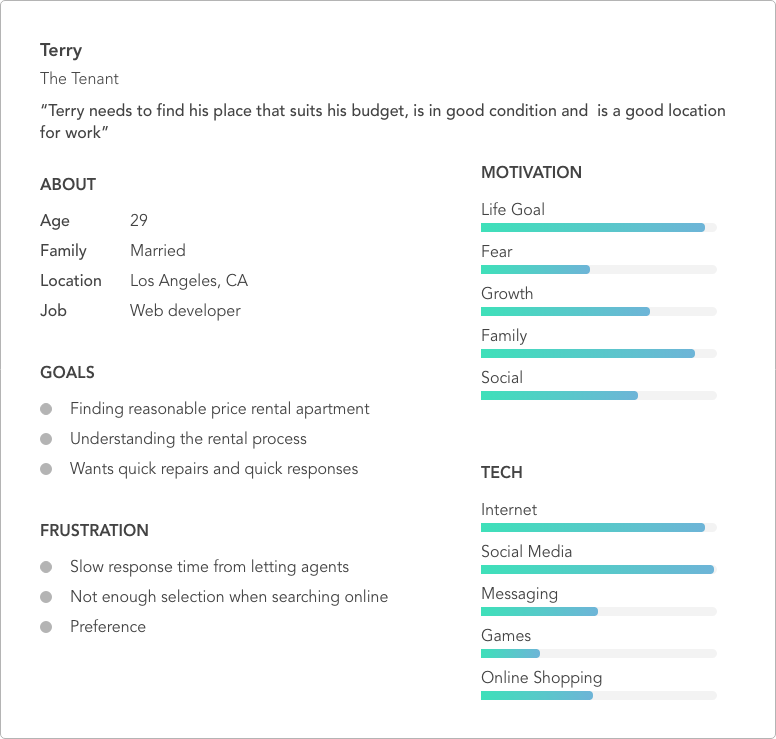 Terry
The Tenant
“Terry needs to find his place that suits his budget, is in good condition and  is a good location
for work”
ABOUT
Age 29
Family Married
Location Los Angeles, CA
Job Web developer
GOALS
Finding reasonable price rental apartment
Understanding the rental process
Wants quick repairs and quick responses
FRUSTRATION
Slow response time from letting agents
Not enough selection when searching online
Preference
MOTIVATION
Life Goal
Fear
Growth
Family
Social
TECH
Internet
Social Media
Messaging
Games
Online Shopping